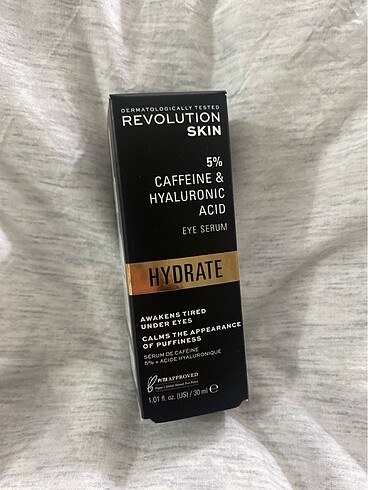 DERMATOLOGICALLY TESTED
REVOLUTION
SKIN
5%
CAFFEINE &
HYALURONIC
ACID
EYE SERUM
HYDRATE
AWAKENS TIRED
UNDER EYES
CALMS THE APPEARANCE
OF PUFFINESS
SÉRUM DE CAFÉINE
5% + ACIDE HYALURONIQUE
PETA APPROVED
1.01 fl. oz. (US) / 30 ml ℮